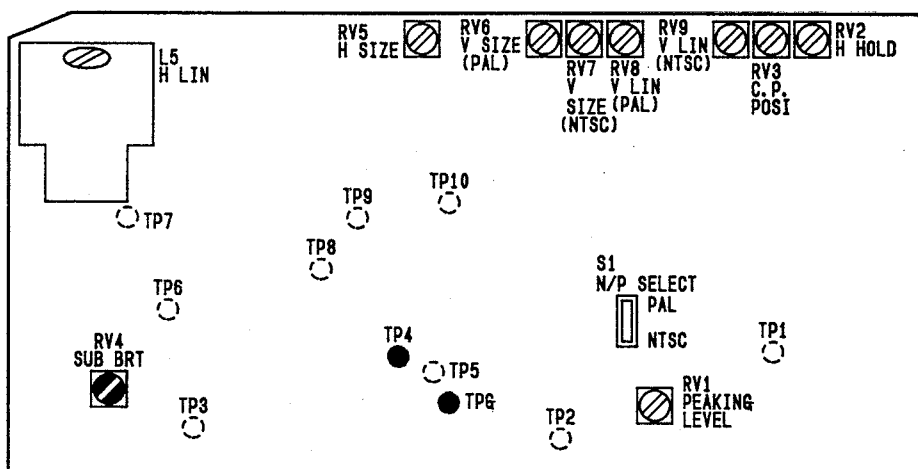 RV5
H SIZE
RV6
V SIZE
(PAL)
RV9
V LIN
(NTSC)
RV2
H HOLD
L5
H LIN
RV7
V
SIZE
(NTSC)
RV8
V LIN
(PAL)
RV3
C.P.
POSI
TP10
TP9
TP7
TP8
S1
N/P SELECT
PAL
NTSC
TP6
TP4
TP1
RV4
SUB BRT
TP5
TPG
RV1
PEAKING
LEVEL
TP3
TP2